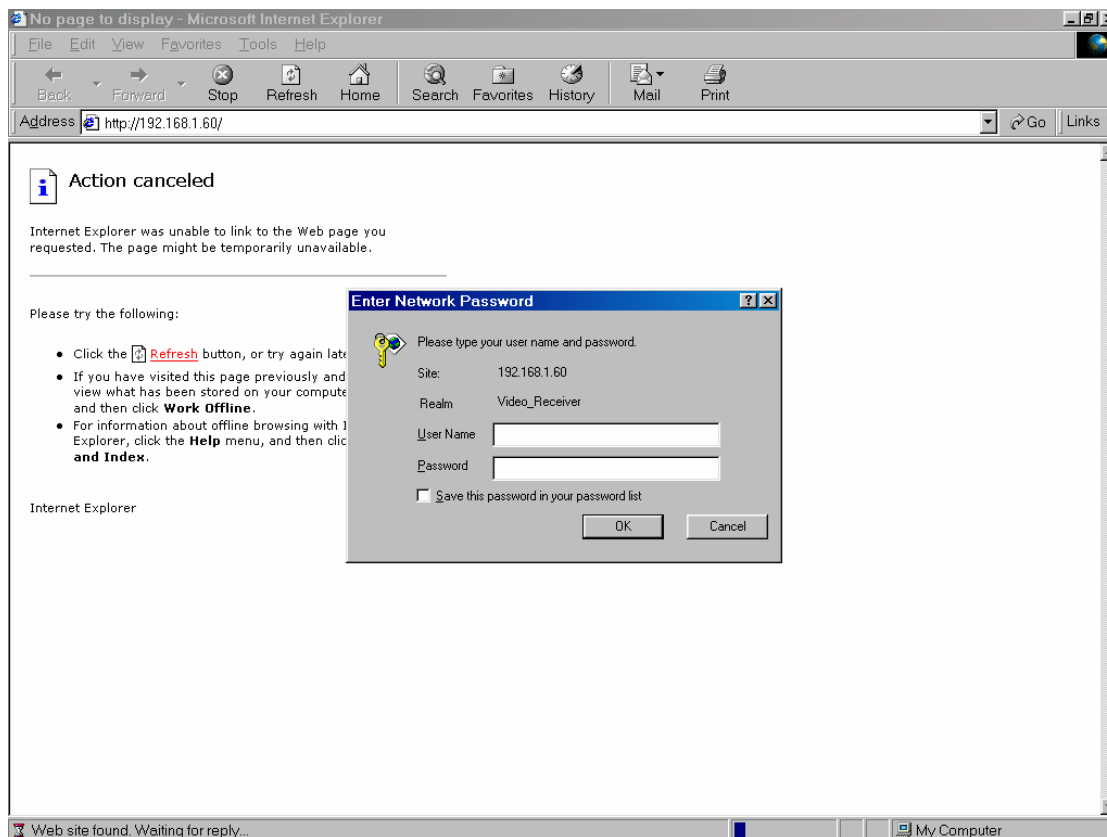 No page to display - Microsoft Internet Explorer
File Edit View Favorites Tools Help
Back Forward Stop Refresh Home Search Favorites History Mail Print
Address http://192.168.1.60/ Go Links
Action canceled
Internet Explorer was unable to link to the Web page you
requested. The page might be temporarily unavailable.
Please try the following:
Click the Refresh button, or try again late
If you have visited this page previously and
view what has been stored on your compute
and then click Work Offline.
For information about offline browsing with I
Explorer, click the Help menu, and then clic
and Index.
Internet Explorer
Enter Network Password
Please type your user name and password.
Site: 192.168.1.60
Realm Video_Receiver
User Name
Password
Save this password in your password list
OK Cancel
Web site found. Waiting for reply... My Computer